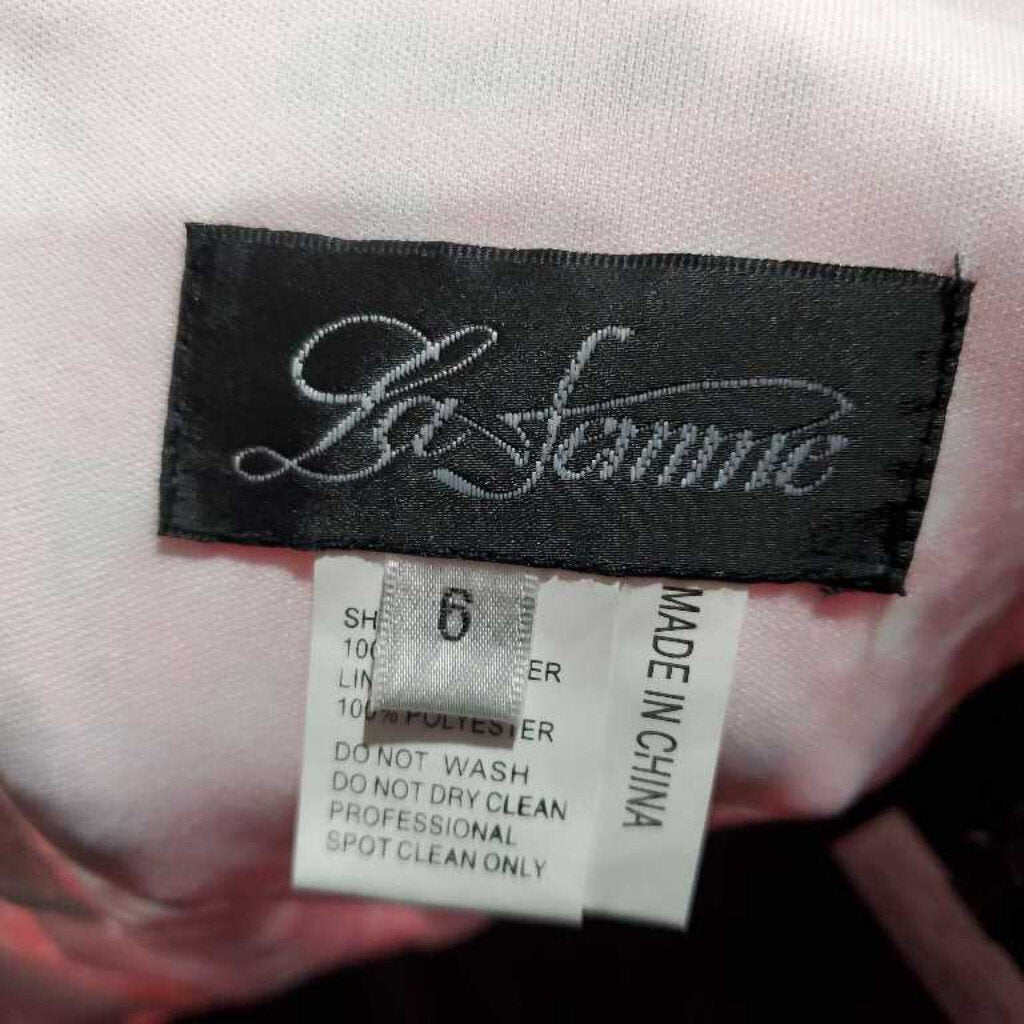 La Femme
6
SH
100
LIN
ER
100% POLYESTER
DO NOT WASH
DO NOT DRY CLEAN
PROFESSIONAL
SPOT CLEAN ONLY
MADE IN CHINA